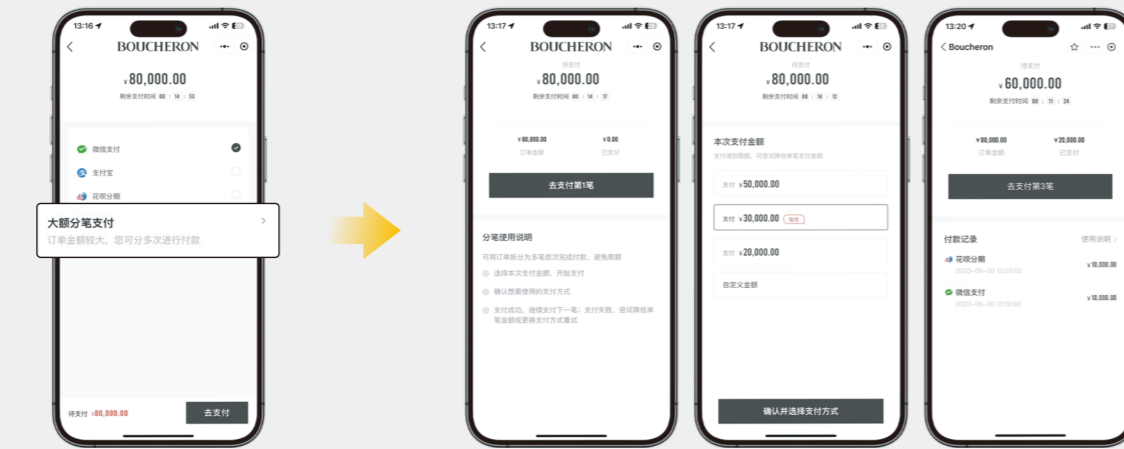 13:16
BOUCHERON
¥80,000.00
剩余支付时间 00 : 14 : 53
微信支付
支付宝
花呗分期
大额分笔支付
订单金额较大，您可分多次进行付款
待支付 ¥80,000.00
去支付
13:17
BOUCHERON
待支付
¥80,000.00
剩余支付时间 00 : 14 : 17
¥80,000.00 ¥0.00
订单金额 已支付
去支付第1笔
分笔使用说明
可将订单拆分为多笔依次完成付款，避免限额
选择本次支付金额，开始支付
确认想要使用的支付方式
支付成功，继续支付下一笔；支付失败，尝试降低单
笔金额或更换支付方式重试
13:17
BOUCHERON
待支付
¥80,000.00
剩余支付时间 00 : 14 : 12
本次支付金额
支付遇到限额，可尝试降低单笔支付金额
支付 ¥50,000.00
支付 ¥30,000.00
支付 ¥20,000.00
自定义金额
确认并选择支付方式
13:20
Boucheron
待支付
¥60,000.00
剩余支付时间 00 : 11 : 24
¥80,000.00 ¥20,000.00
订单金额 已支付
去支付第3笔
付款记录 使用说明
花呗分期
2023-08-30 13:20:02 ¥10,000.00
微信支付
2023-08-30 13:19:02 ¥10,000.00